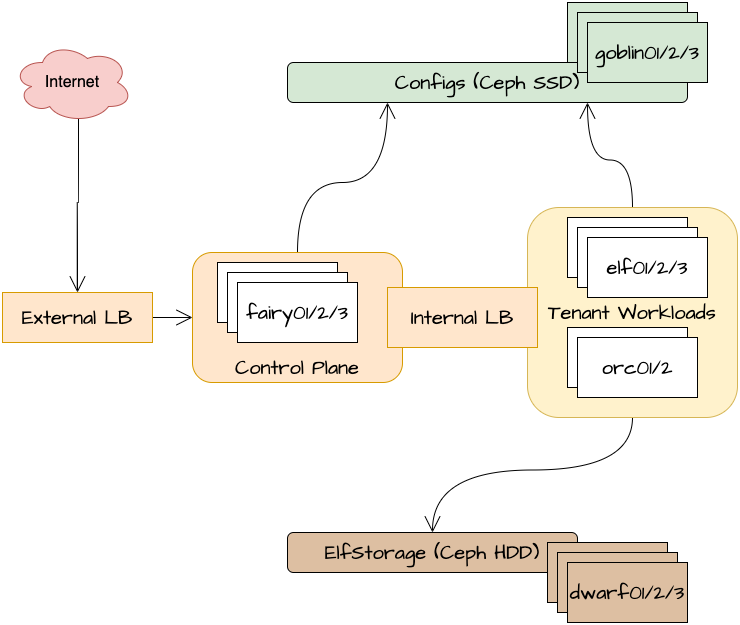 goblin01/2/3
Internet
Configs (Ceph SSD)
elf01/2/3
fairy01/2/3
External LB
Internal LB
Tenant Workloads
Control Plane
orc01/2
ElfStorage (Ceph HDD)
dwarf01/2/3